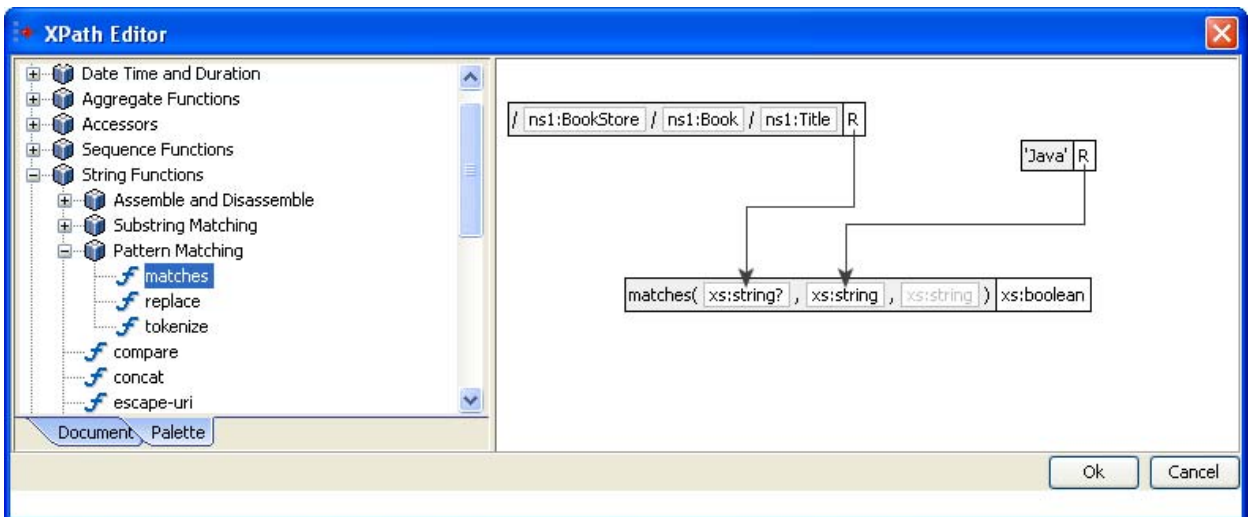 XPath Editor
Date Time and Duration
Aggregate Functions
Accessors
Sequence Functions
String Functions
Assemble and Disassemble
Substring Matching
Pattern Matching
matches
replace
tokenize
compare
concat
escape-uri
Document Palette
/ ns1:BookStore / ns1:Book / ns1:Title R
'Java' R
matches( xs:string? , xs:string , xs:string ) xs:boolean
Ok Cancel